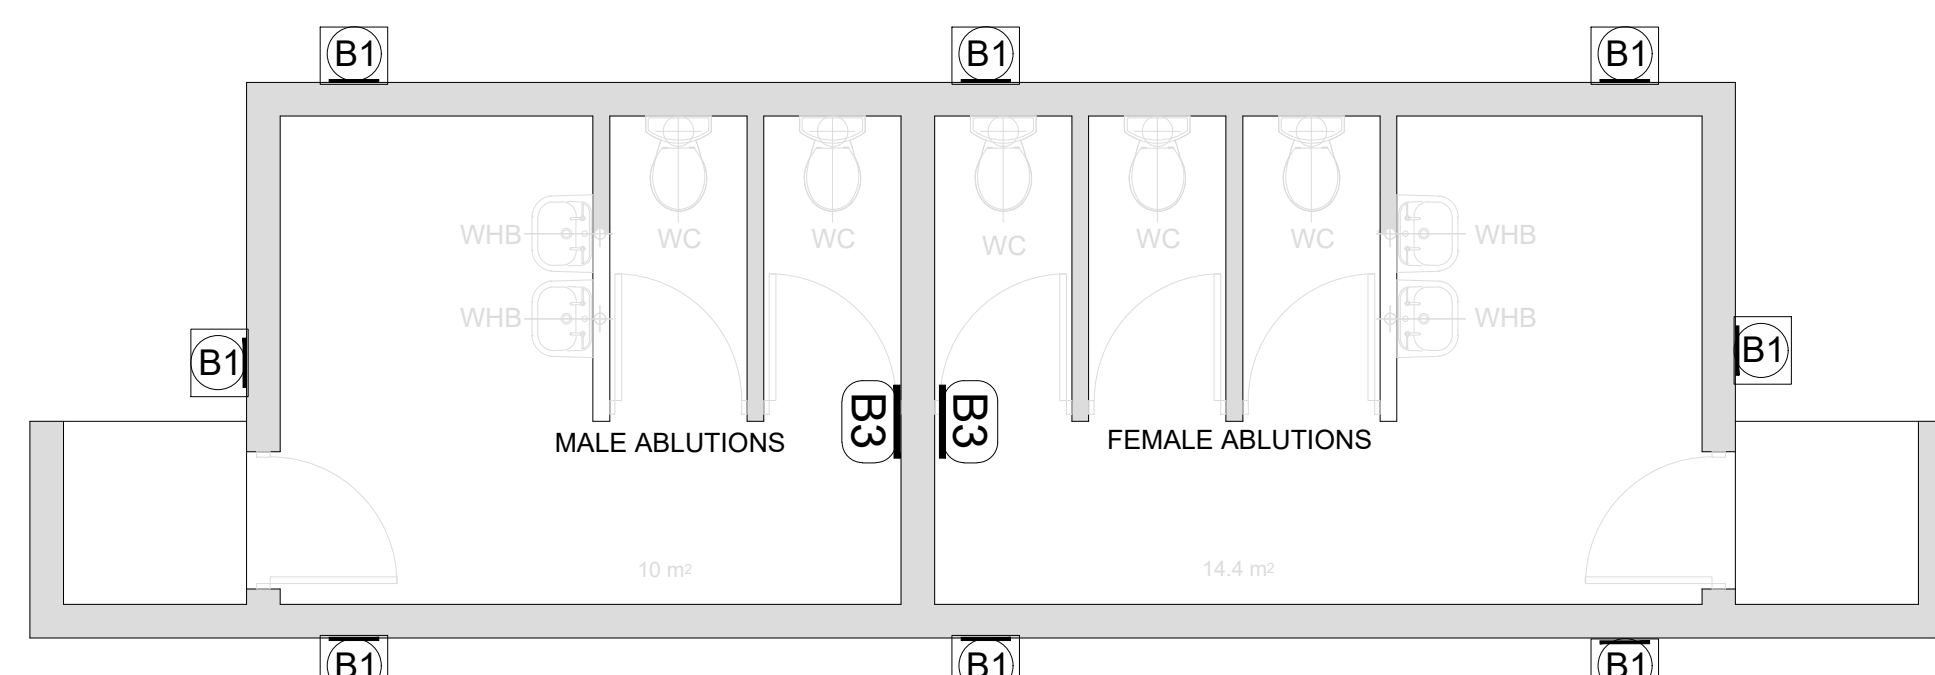 B1 B1 B1
WHB WC WC WC WC WC WHB
WHB WHB
B1 B1
B3 B3
MALE ABLUTIONS FEMALE ABLUTIONS
10 m² 14.4 m²
B1 B1 B1